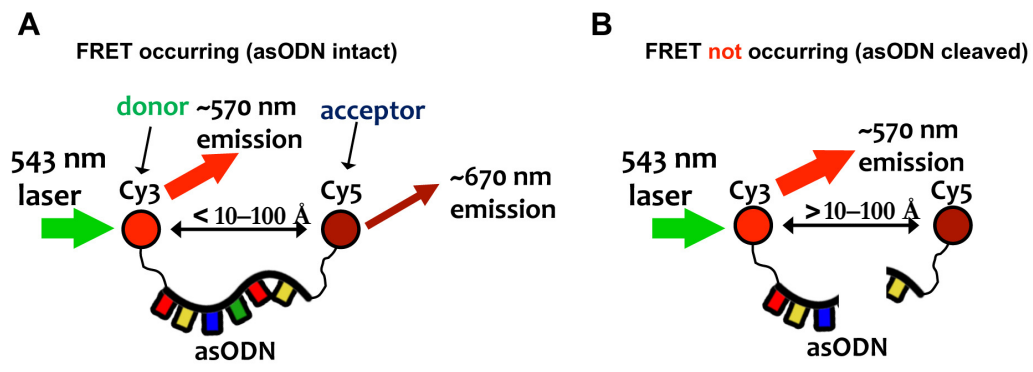 A
FRET occurring (asODN intact)
donor
~570 nm
emission
acceptor
543 nm
laser
Cy3
Cy5
~670 nm
emission
< 10–100 Å
asODN
B
FRET not occurring (asODN cleaved)
~570 nm
emission
543 nm
laser
Cy3
Cy5
> 10–100 Å
asODN